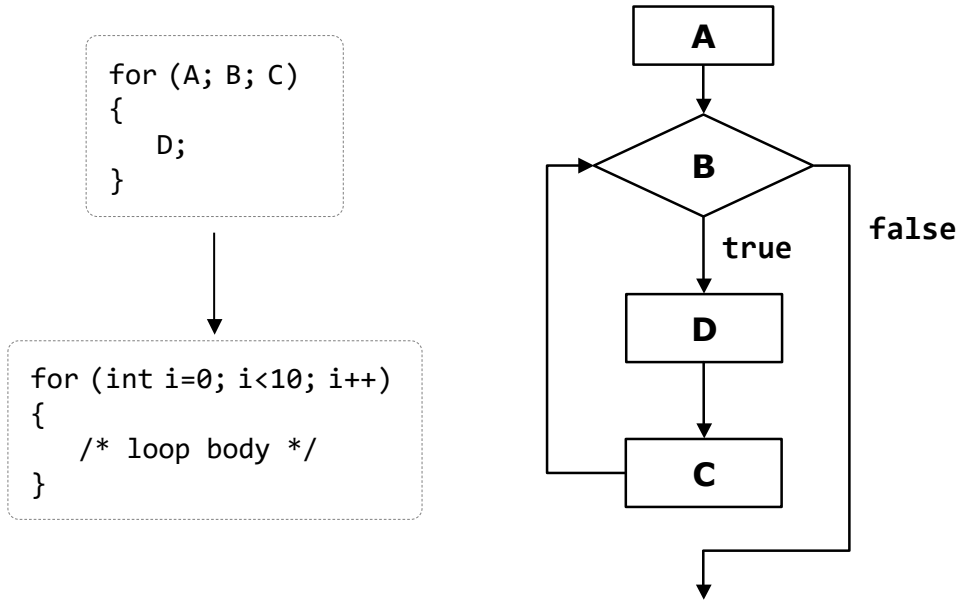 for (A; B; C)
{
   D;
}
for (int i=0; i<10; i++)
{
   /* loop body */
}
A
B
true
false
D
C